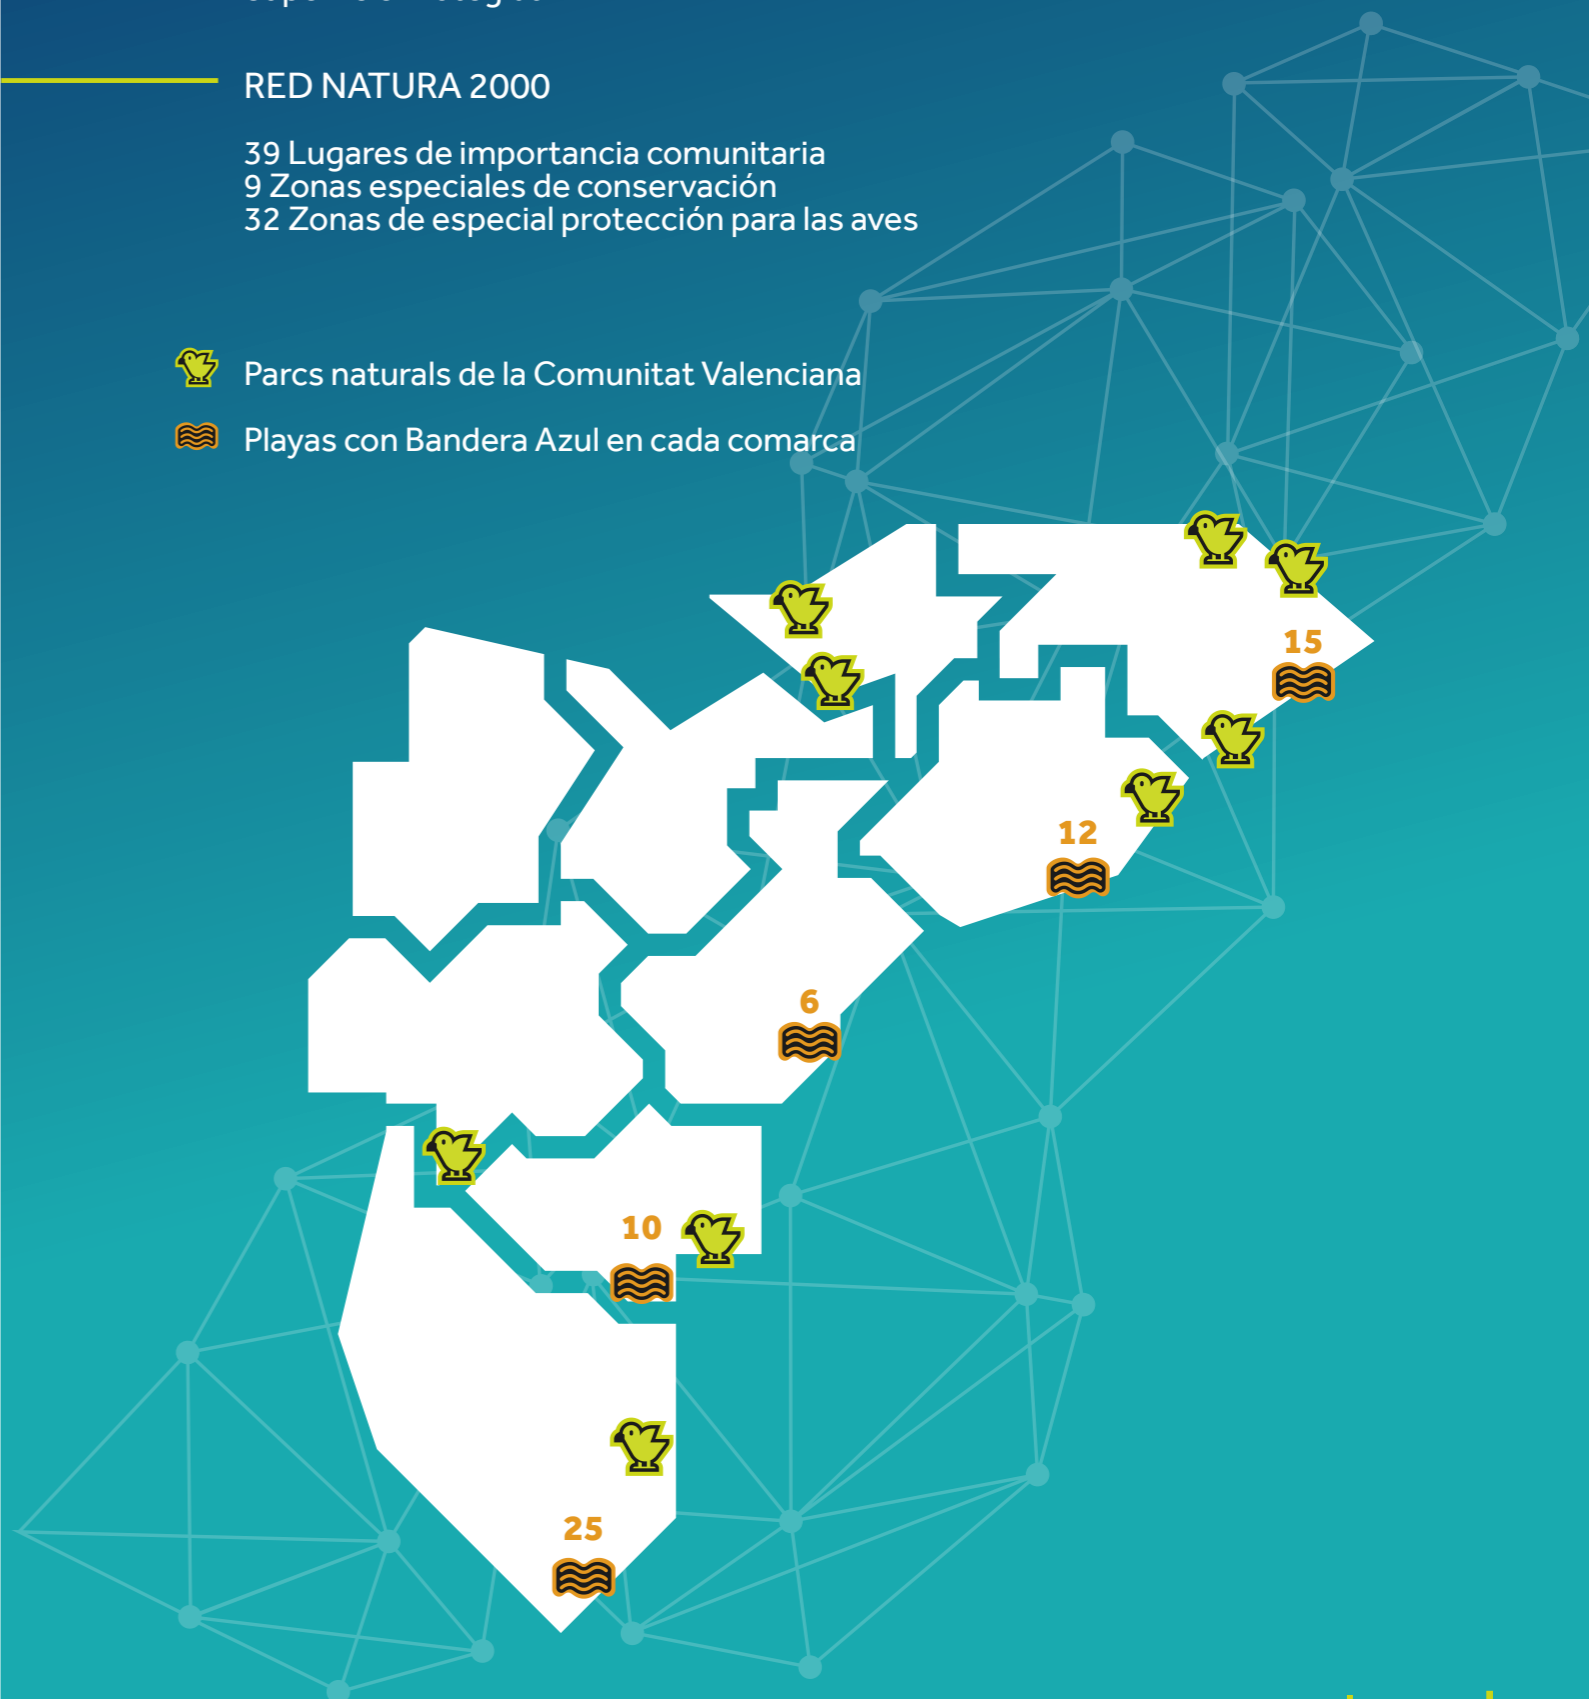 RED NATURA 2000
39 Lugares de importancia comunitaria
9 Zonas especiales de conservación
32 Zonas de especial protección para las aves
Parcs naturals de la Comunitat Valenciana
Playas con Bandera Azul en cada comarca
15
12
6
10
25